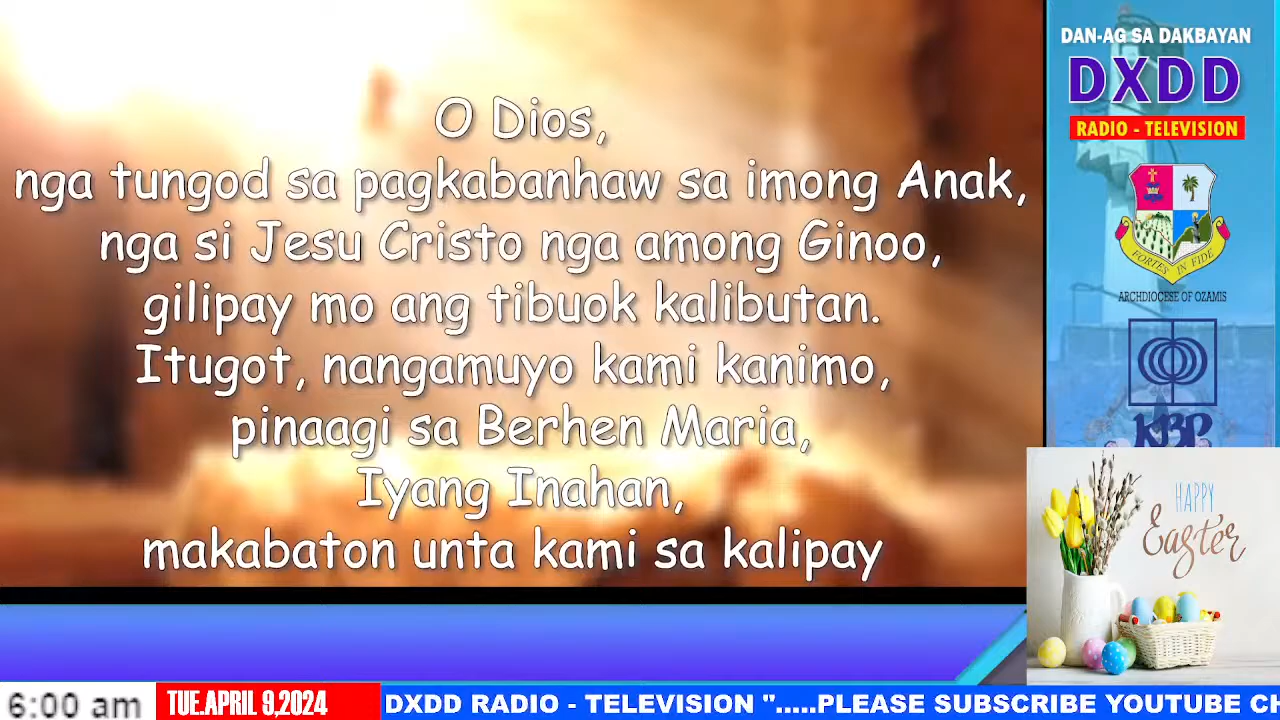 O Dios,
nga tungod sa pagkabanhaw sa imong Anak,
nga si Jesu Cristo nga among Ginoo,
gilipay mo ang tibuok kalibutan.
Itugot, nangamuyo kami kanimo,
pinaagi sa Berhen Maria,
Iyang Inahan,
makabaton unta kami sa kalipay
DAN-AG SA DAKBAYAN
DXDD
RADIO - TELEVISION
FORTES IN FIDE
ARCHDIOCESE OF OZAMIS
KBP
HAPPY
Easter
6:00 am
TUE.APRIL 9,2024
DXDD RADIO - TELEVISION ".....PLEASE SUBSCRIBE YOUTUBE CH